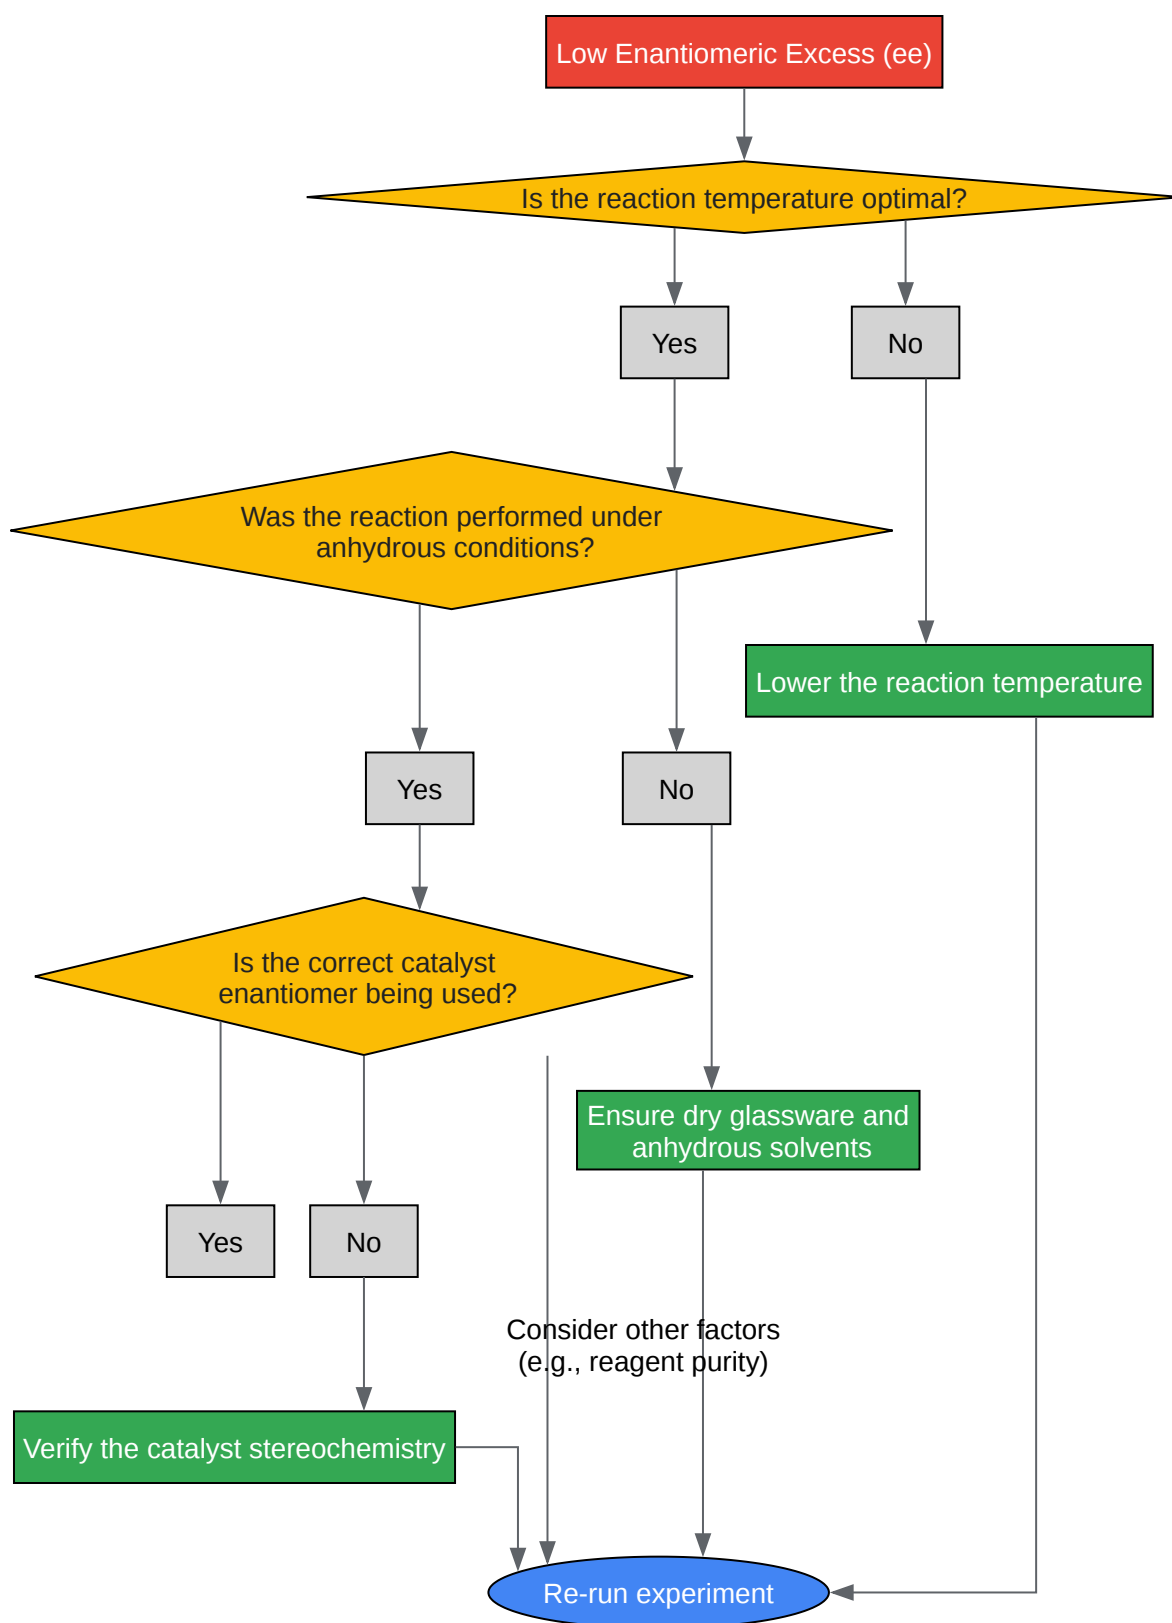 Low Enantiomeric Excess (ee)
Is the reaction temperature optimal?
Yes
No
Was the reaction performed under
anhydrous conditions?
Lower the reaction temperature
Yes
No
Is the correct catalyst
enantiomer being used?
Ensure dry glassware and
anhydrous solvents
Yes
No
Consider other factors
(e.g., reagent purity)
Verify the catalyst stereochemistry
Re-run experiment